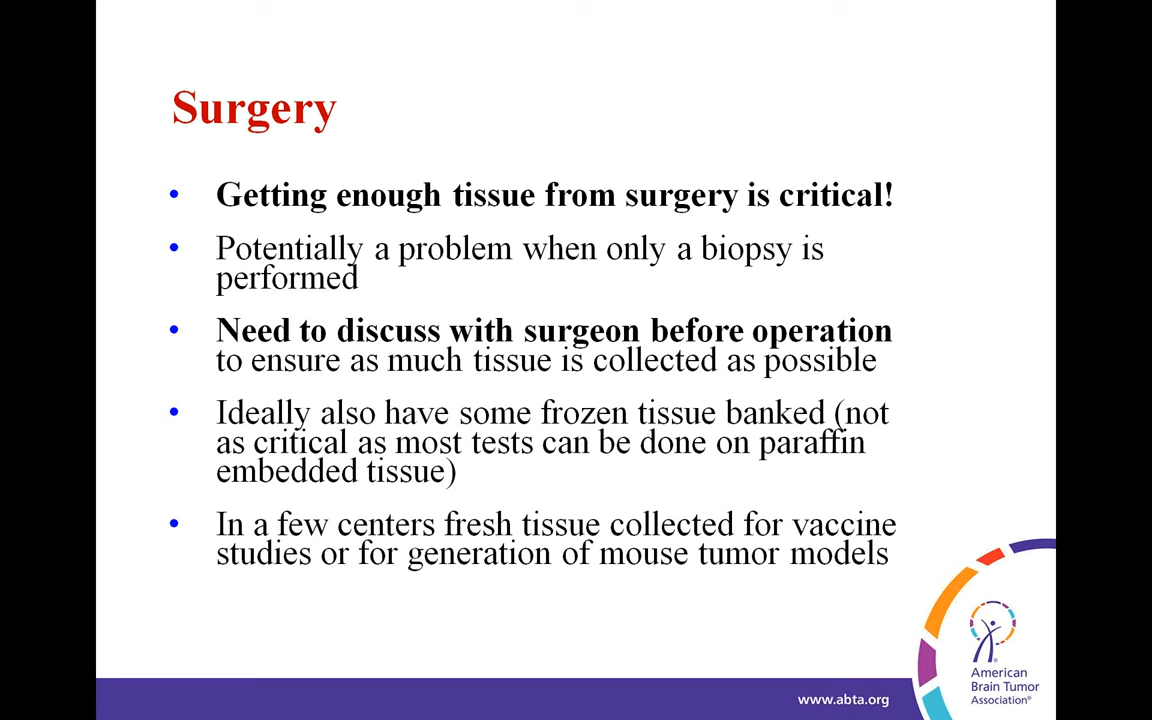 Surgery
• Getting enough tissue from surgery is critical!
• Potentially a problem when only a biopsy is
performed
• Need to discuss with surgeon before operation
to ensure as much tissue is collected as possible
• Ideally also have some frozen tissue banked (not
as critical as most tests can be done on paraffin
embedded tissue)
• In a few centers fresh tissue collected for vaccine
studies or for generation of mouse tumor models
American
Brain Tumor
Association®
www.abta.org